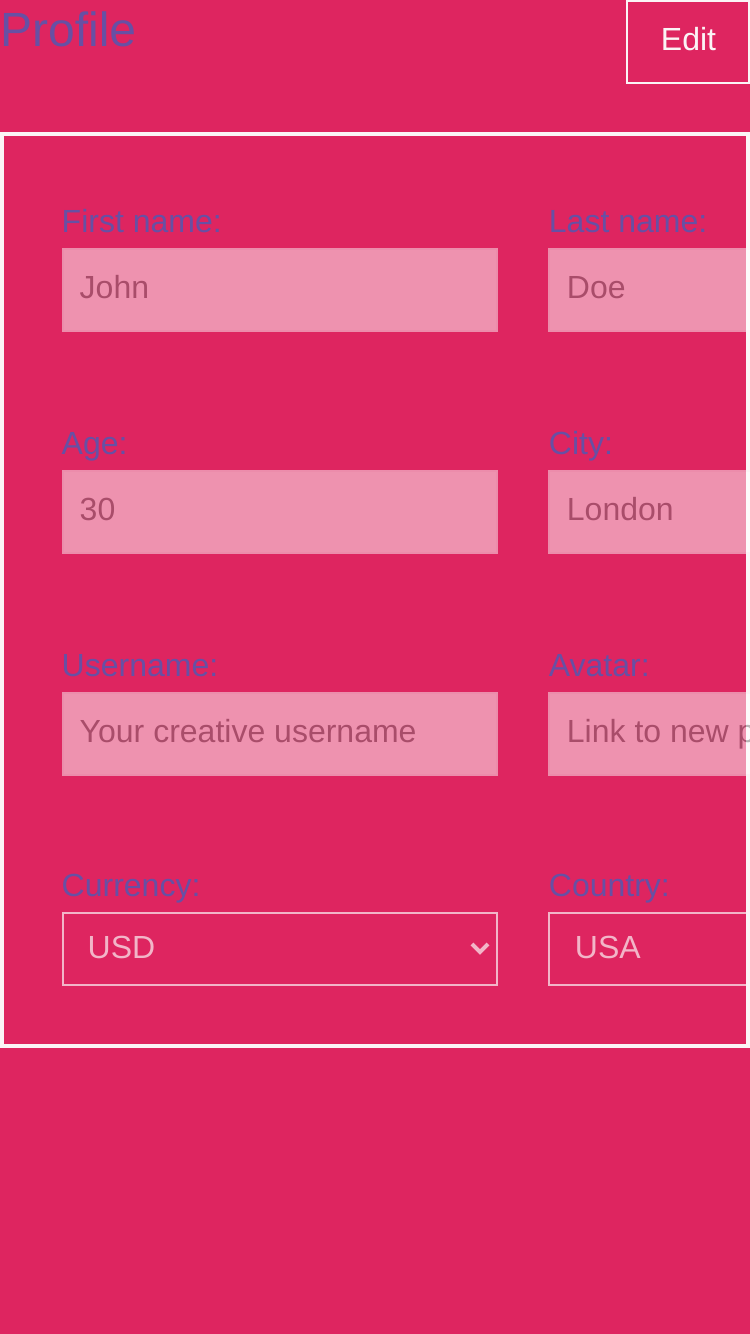 Profile
Edit
First name:
Last name:
John
Doe
Age:
City:
30
London
Username:
Avatar:
Your creative username
Link to new
Currency:
Country:
USD
USA